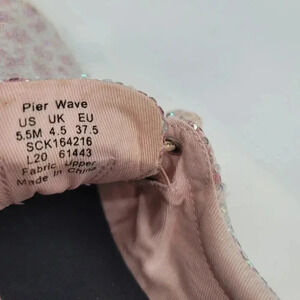 Pier Wave
US UK EU
5.5M 4.5 37.5
SCK164216
L20 61443
Fabric Upper
Made in China